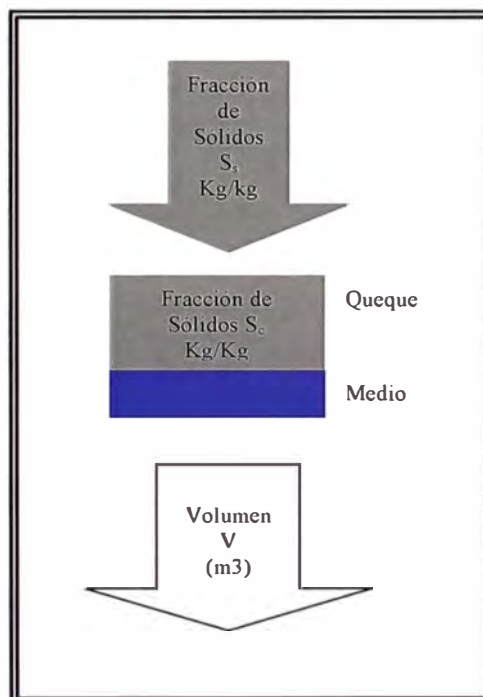 Fracción
de
Sólidos
Sₛ
Kg/kg
Fracción de
Sólidos S꜀
Kg/Kg
Queque
Medio
Volumen
V
(m3)